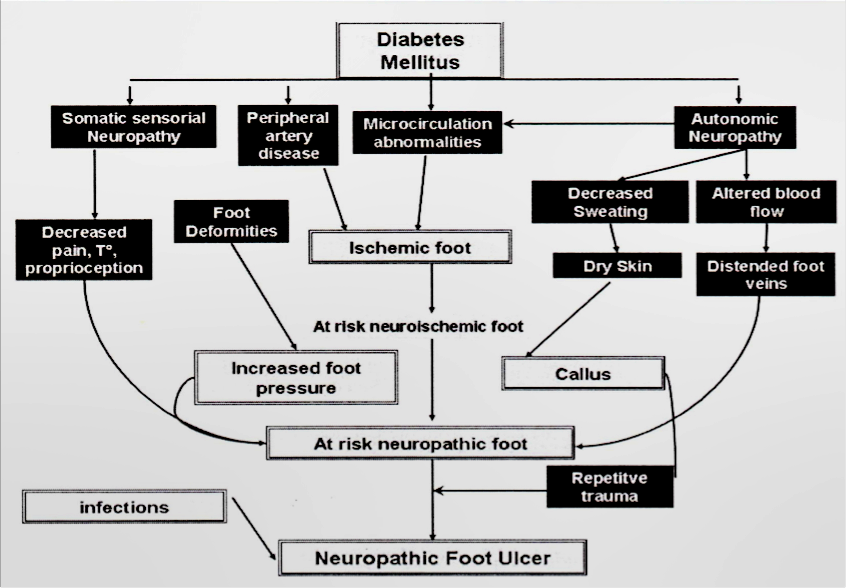 Diabetes
Mellitus
Somatic sensorial
Neuropathy
Peripheral
artery
disease
Microcirculation
abnormalities
Autonomic
Neuropathy
Decreased
pain, T°,
proprioception
Foot
Deformities
Ischemic foot
Decreased
Sweating
Altered blood
flow
Dry Skin
Distended foot
veins
At risk neuroischemic foot
Increased foot
pressure
Callus
At risk neuropathic foot
Repetitve
trauma
infections
Neuropathic Foot Ulcer